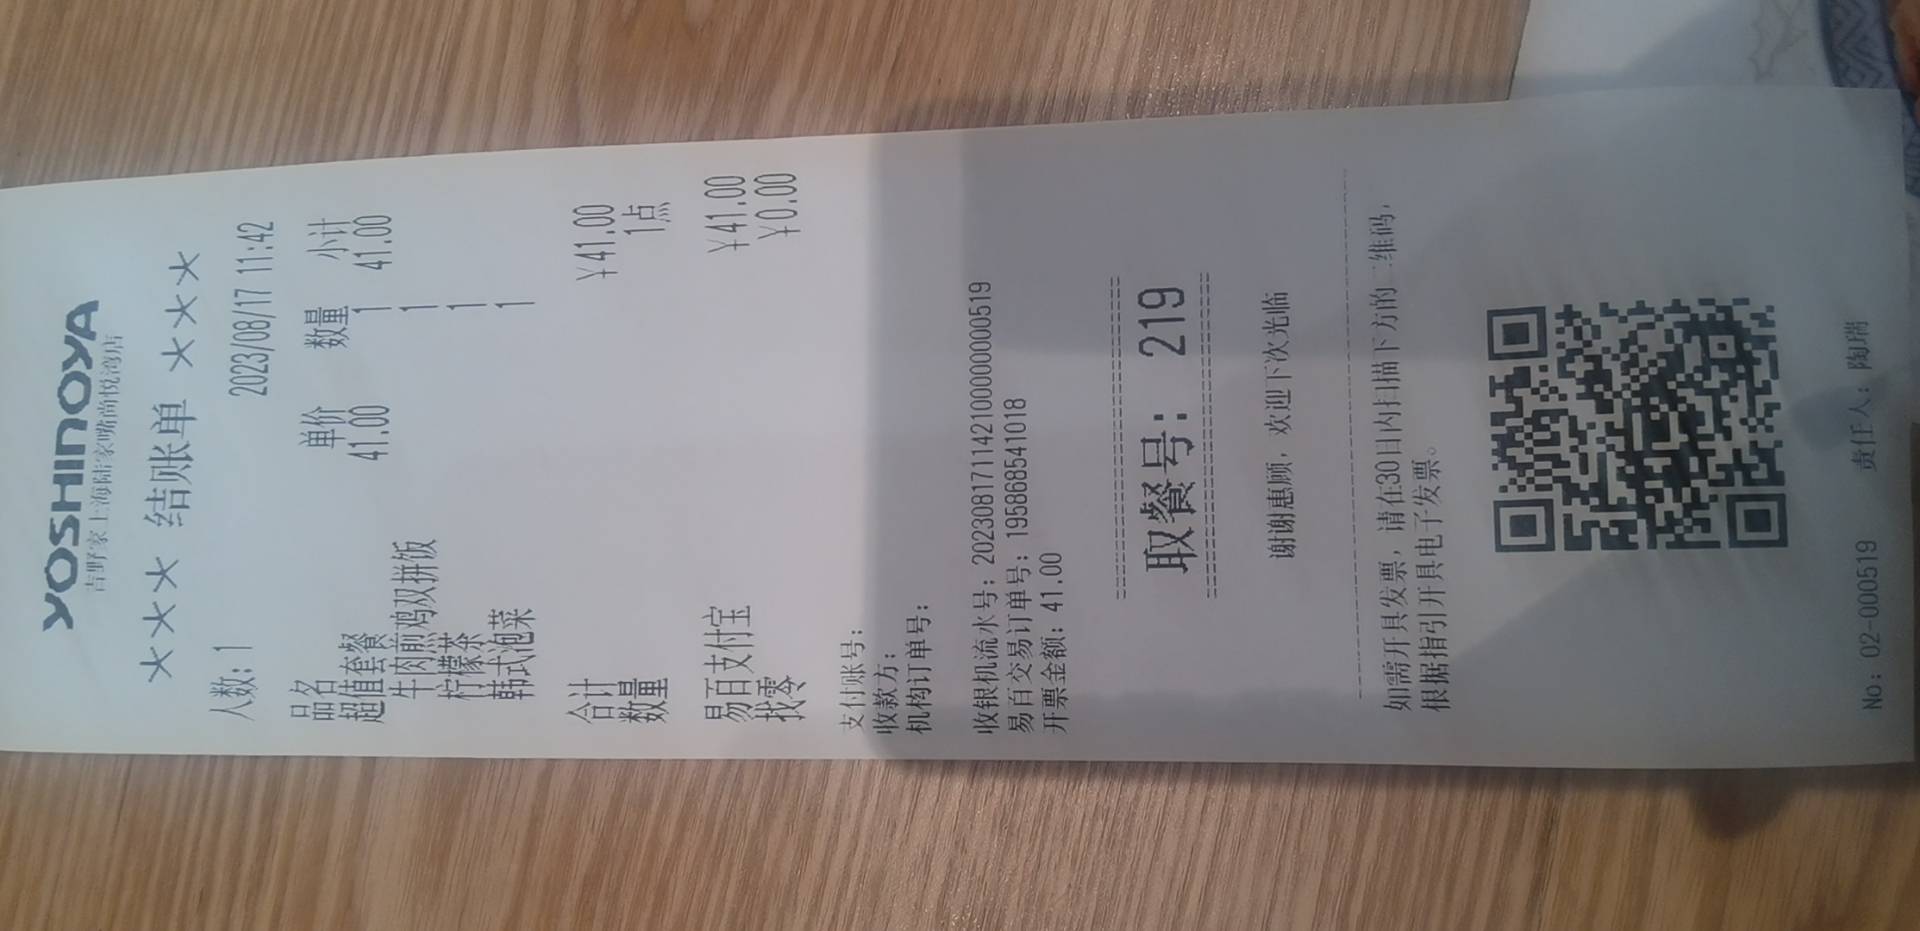 YOSHINOYA
吉野家上海陆家嘴尚悦湾店
*** 结账单 ***
人数: 1
2023/08/17 11:42
品名 单价 数量 小计
超值套餐 41.00 1 41.00
牛肉煎鸡双拼饭 1
柠檬茶 1
韩式泡菜 1
合计 ¥41.00
数量 1点
易百支付宝 ¥41.00
找零 ¥0.00
支付账号:
收款方:
机构订单号:
收银机流水号: 20230817114210000000000519
易百交易订单号: 19586854101８
开票金额: 41.00
取餐号: 219
谢谢惠顾，欢迎下次光临
如需开具发票，请在30日内扫描下方的二维码，
根据指引开具电子发票。
No: 02-000519 责任人: 陶瑞